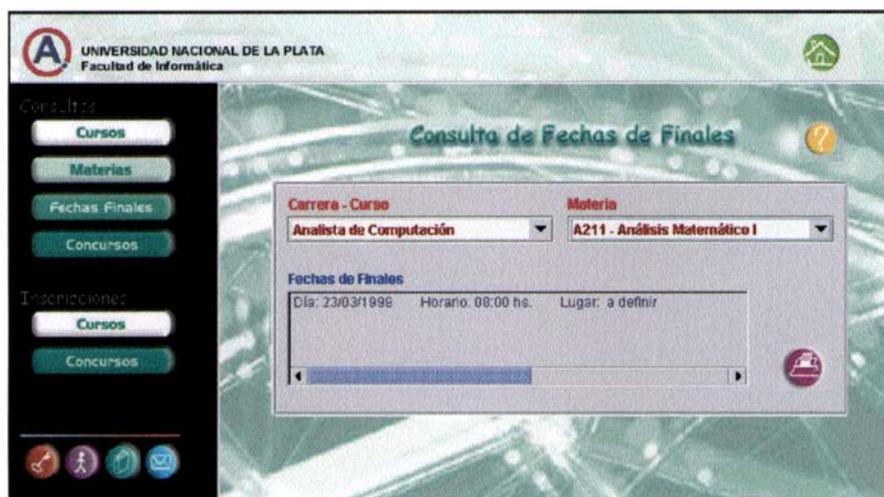 UNIVERSIDAD NACIONAL DE LA PLATA
Facultad de Informática
Consultas
Cursos
Materias
Fechas Finales
Concursos
Inscripciones
Cursos
Concursos
Consulta de Fechas de Finales
?
Carrera - Curso
Materia
Analista de Computación
A211 - Análisis Matemático I
Fechas de Finales
Día: 23/03/1999 Horario: 08:00 hs. Lugar: a definir